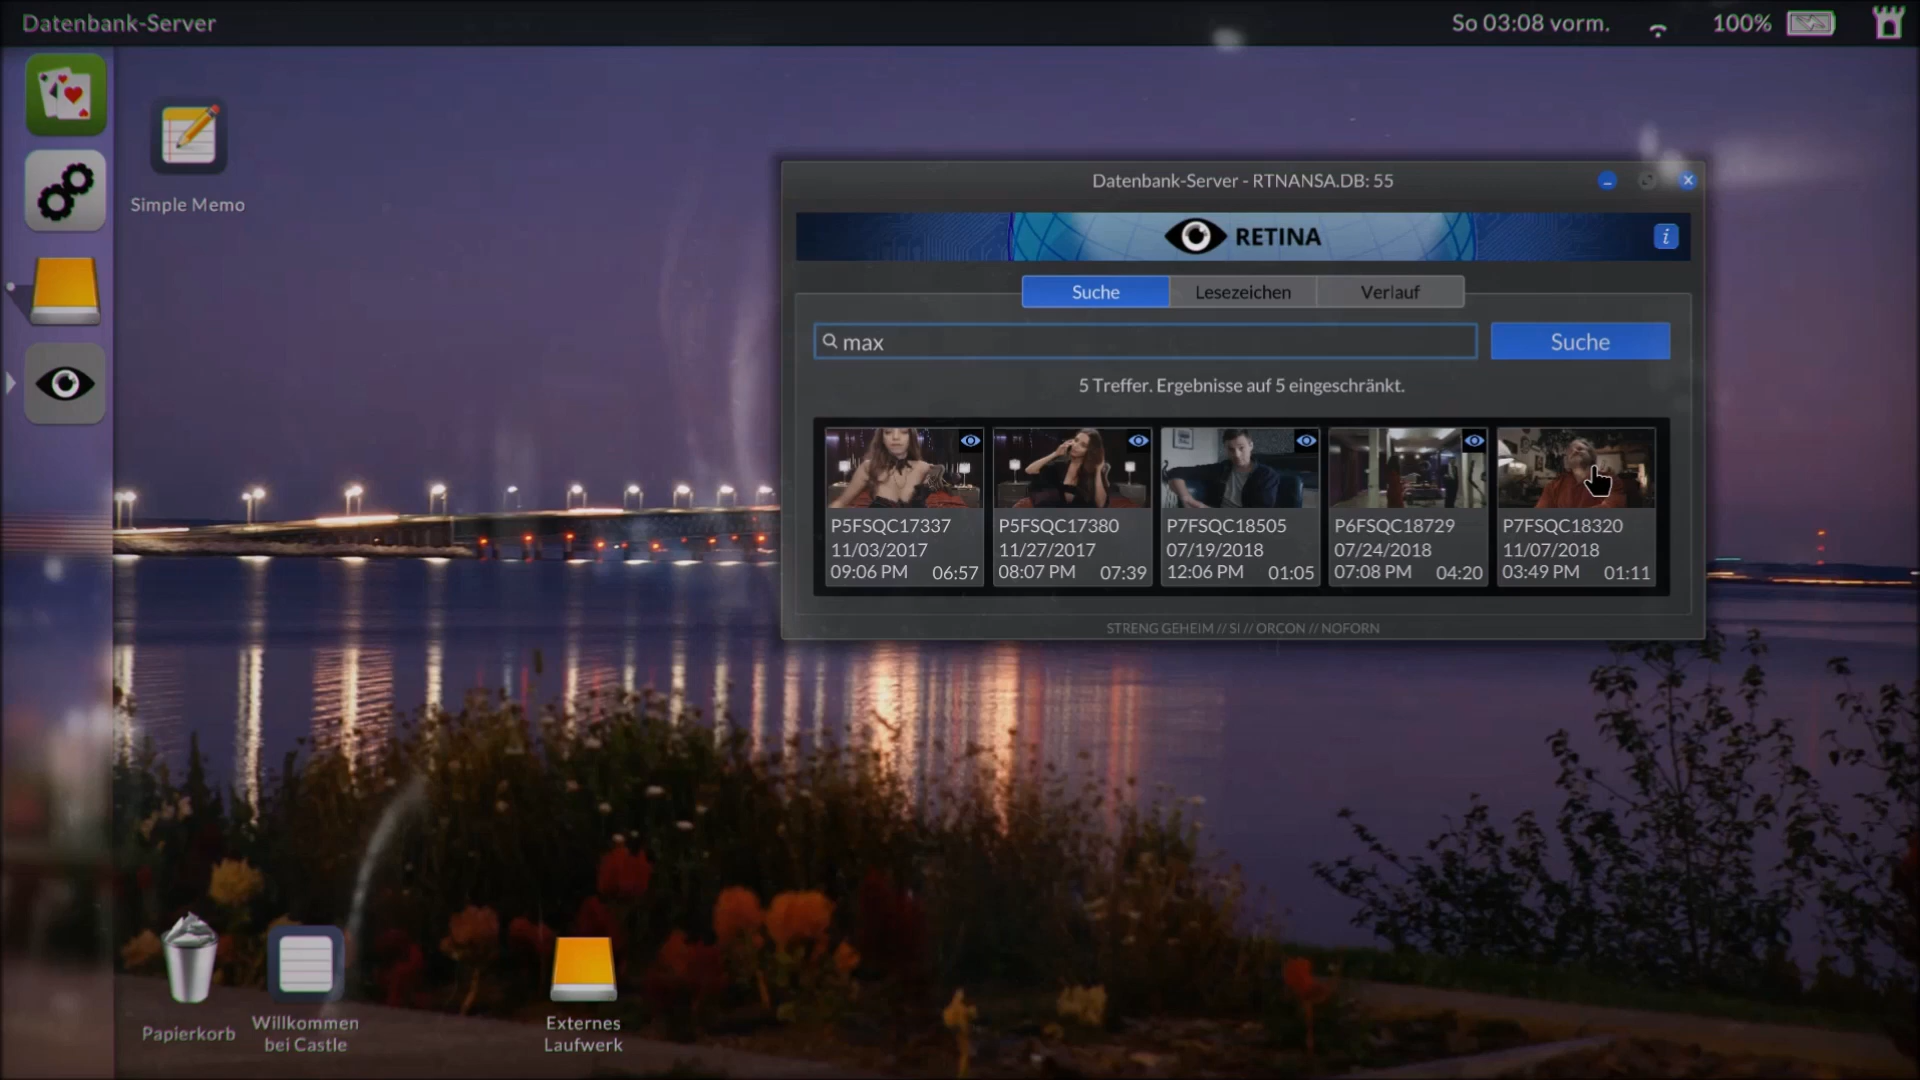 Datenbank-Server
So 03:08 vorm.
100%
Simple Memo
Datenbank-Server - RTNANSA.DB: 55
RETINA
i
Suche
Lesezeichen
Verlauf
max
Suche
5 Treffer. Ergebnisse auf 5 eingeschränkt.
P5FSQC17337
11/03/2017
09:06 PM 06:57
P5FSQC17380
11/27/2017
08:07 PM 07:39
P7FSQC18505
07/19/2018
12:06 PM 01:05
P6FSQC18729
07/24/2018
07:08 PM 04:20
P7FSQC18320
11/07/2018
03:49 PM 01:11
STRENG GEHEIM // SI // ORCON // NOFORN
Papierkorb
Willkommen
bei Castle
Externes
Laufwerk